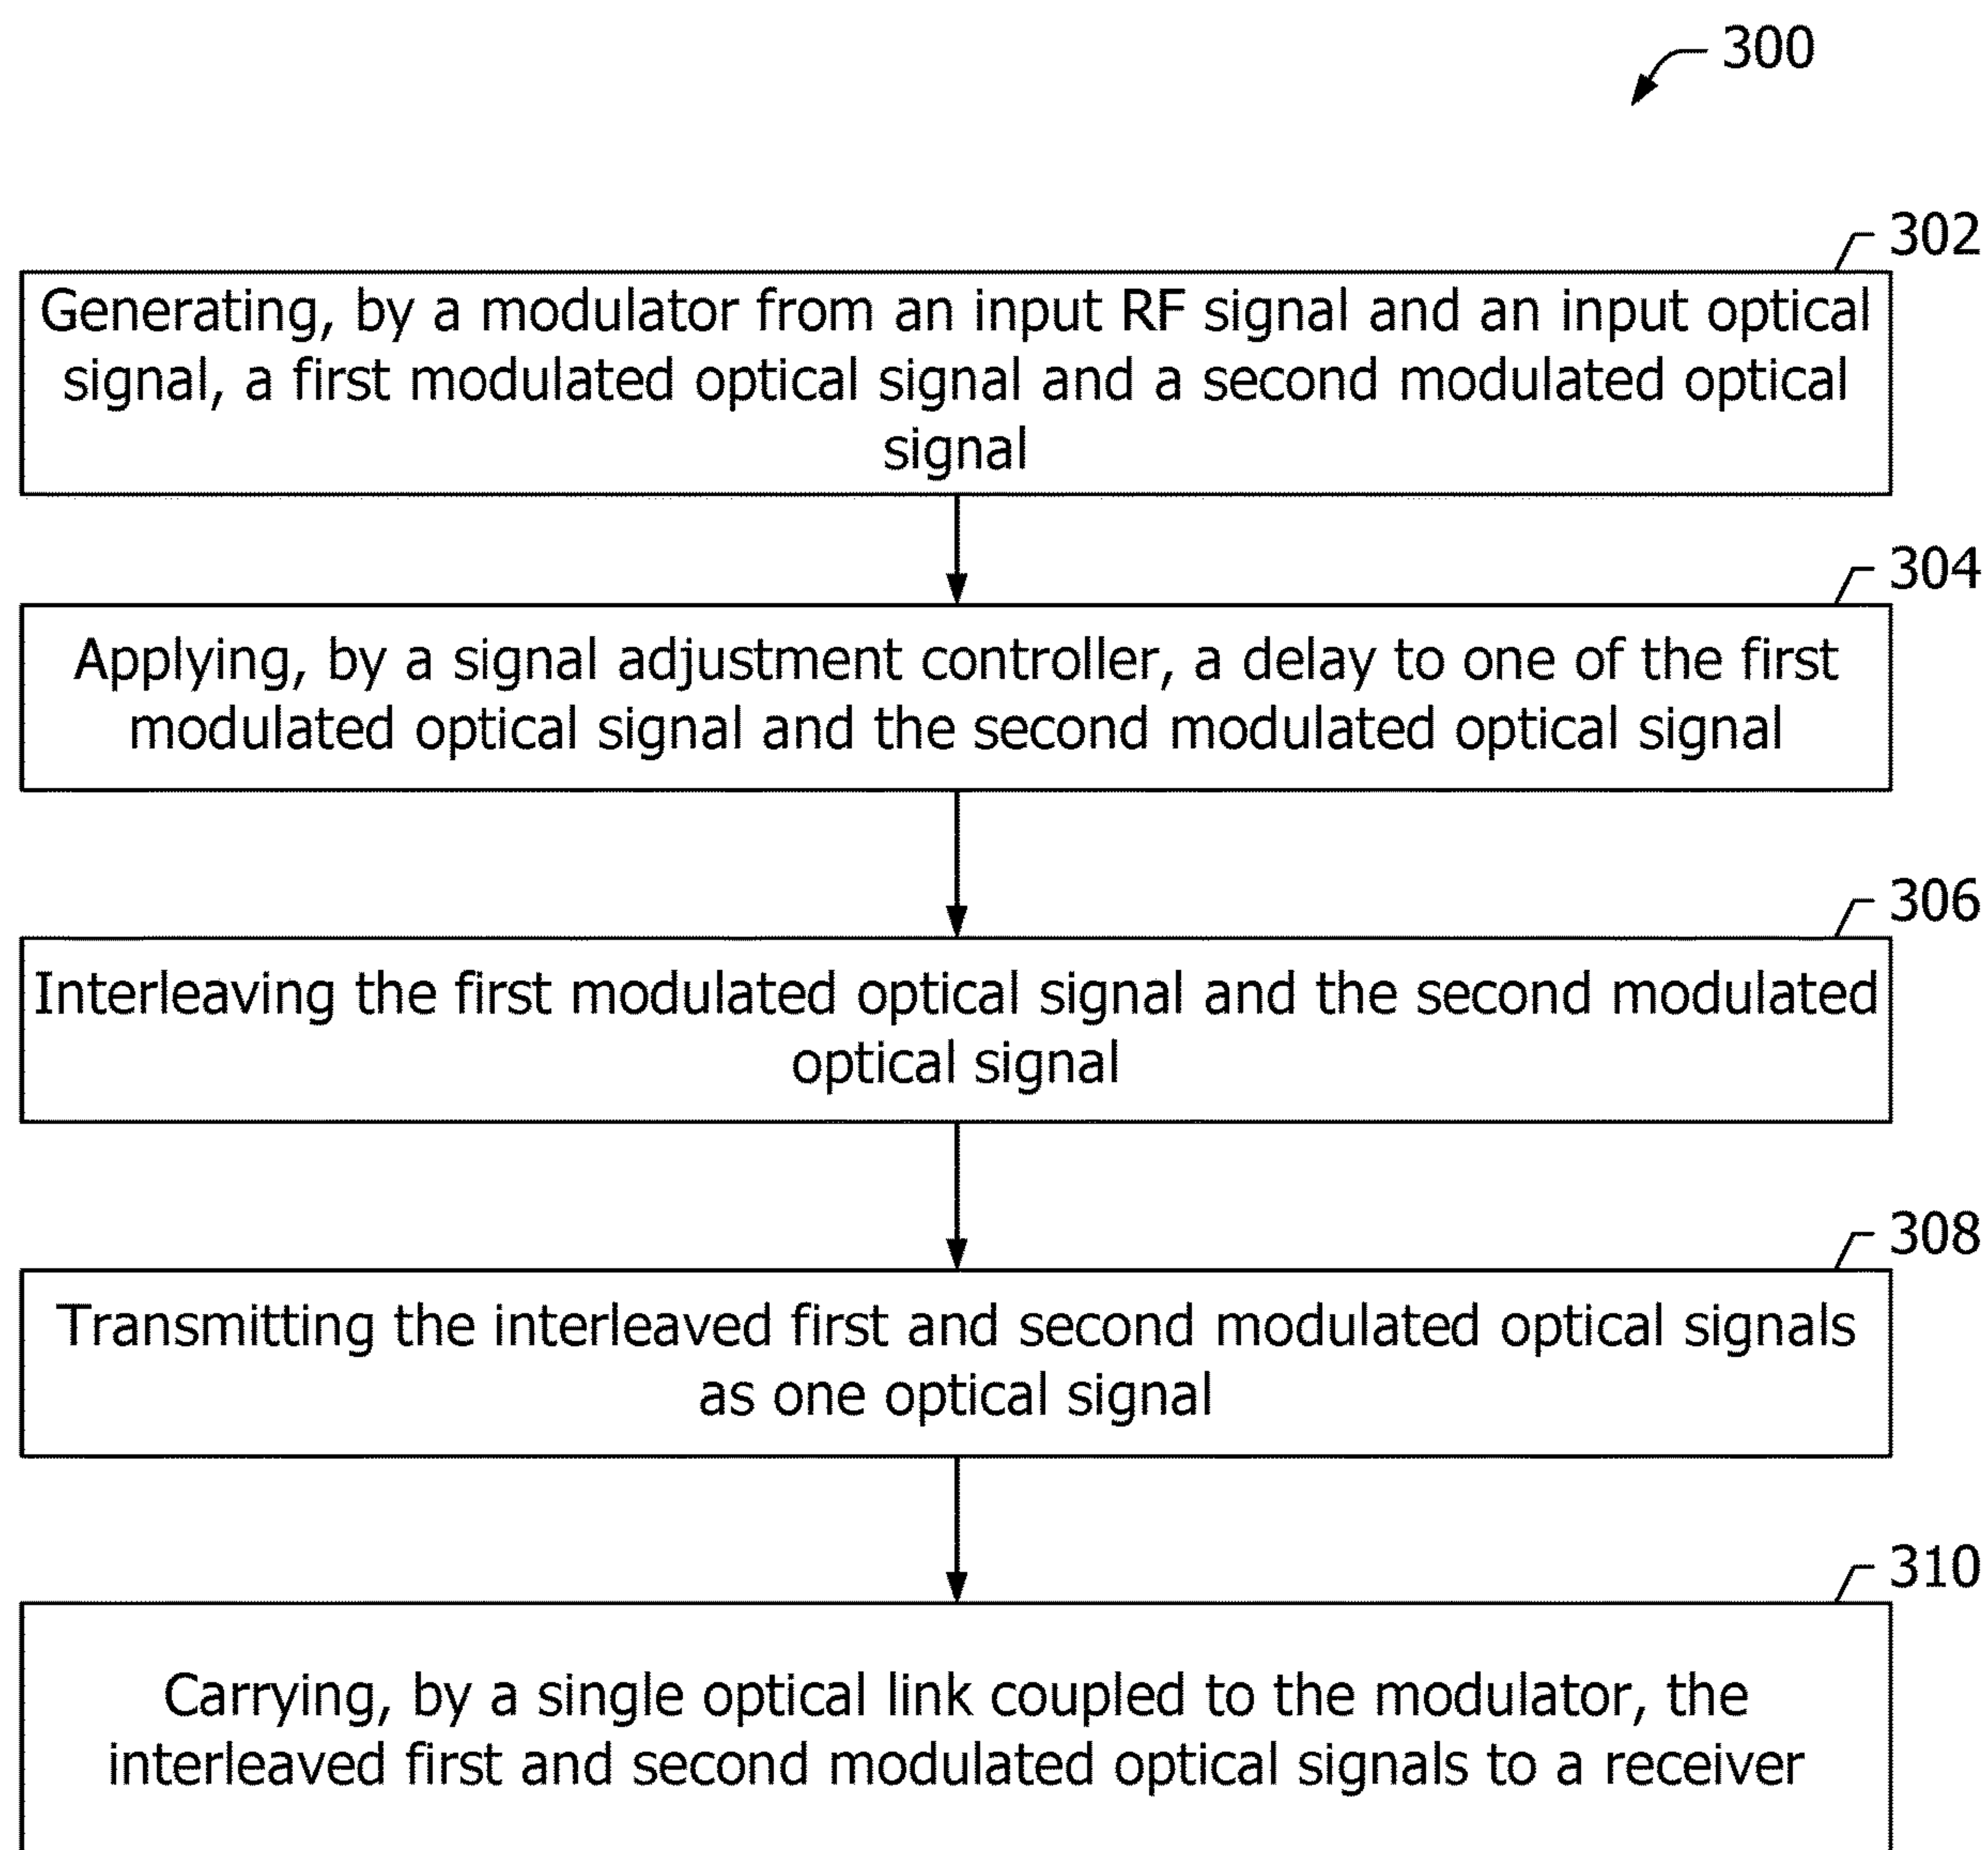 300
302
Generating, by a modulator from an input RF signal and an input optical
signal, a first modulated optical signal and a second modulated optical
signal
304
Applying, by a signal adjustment controller, a delay to one of the first
modulated optical signal and the second modulated optical signal
306
Interleaving the first modulated optical signal and the second modulated
optical signal
308
Transmitting the interleaved first and second modulated optical signals
as one optical signal
310
Carrying, by a single optical link coupled to the modulator, the
interleaved first and second modulated optical signals to a receiver